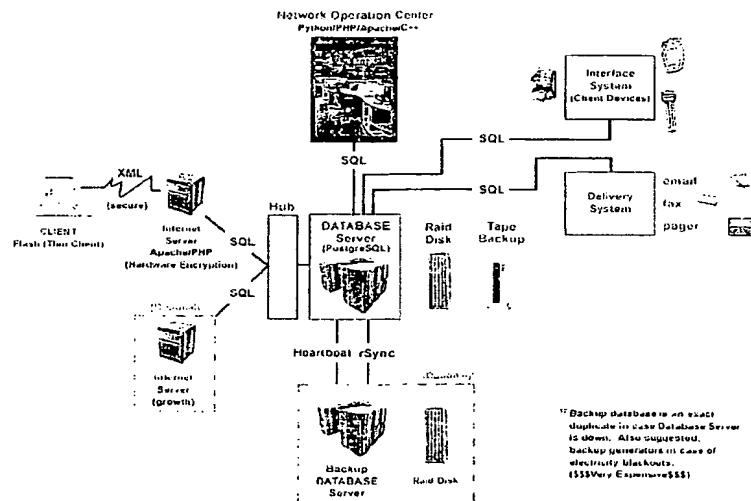 Network Operation Center
Python/PHP/Apache/C++
Interface
System
(Client Devices)
SQL
SQL
SQL
XML
(secure)
CLIENT
Flash (Thin Client)
Internet
Server
Apache/PHP
(Hardware Encryption)
SQL
SQL
Hub
DATABASE
Server
(PostgreSQL)
Raid
Disk
Tape
Backup
Delivery
System
email
fax
pager
Internet
Server
(growth)
Heartbeat rSync
Backup
DATABASE
Server
Raid Disk
Backup database is an exact
duplicate in case Database Server
is down. Also suggested,
backup generators in case of
electricity blackouts.
($$$Very Expensive$$$)